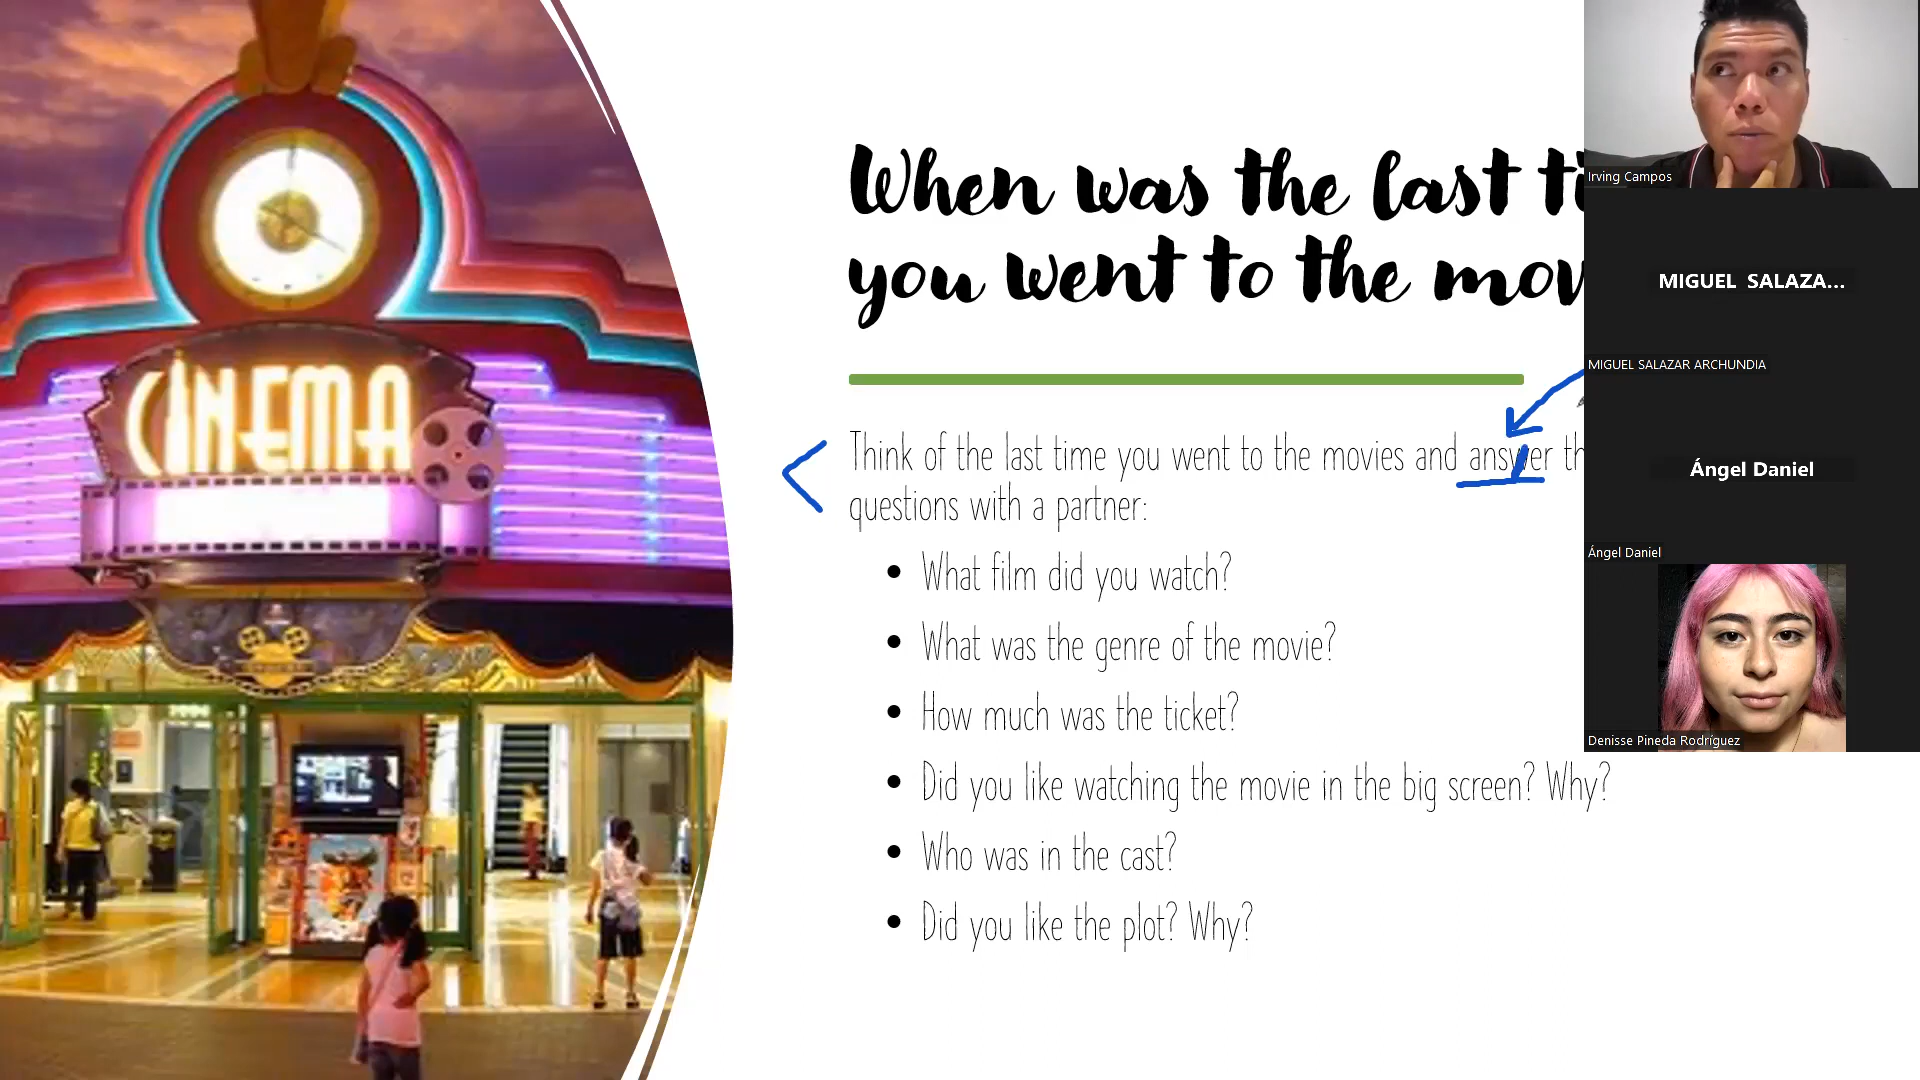 CINEMA
When was the last ti
you went to the mov
Think of the last time you went to the movies and answer th
questions with a partner:
• What film did you watch?
• What was the genre of the movie?
• How much was the ticket?
• Did you like watching the movie in the big screen? Why?
• Who was in the cast?
• Did you like the plot? Why?
Irving Campos
MIGUEL SALAZA...
MIGUEL SALAZAR ARCHUNDIA
Ángel Daniel
Ángel Daniel
Denisse Pineda Rodríguez